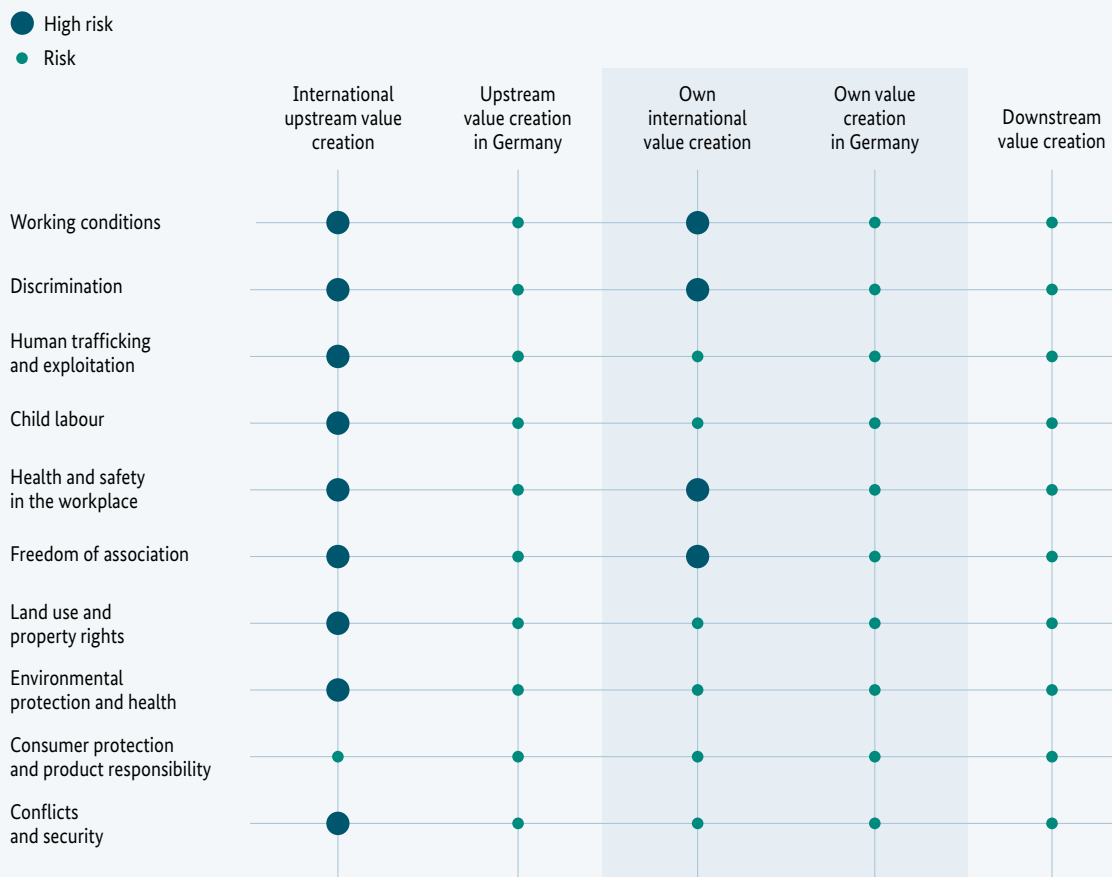 High risk
Risk
International
upstream value
creation
Upstream
value creation
in Germany
Own
international
value creation
Own value
creation
in Germany
Downstream
value creation
Working conditions
Discrimination
Human trafficking
and exploitation
Child labour
Health and safety
in the workplace
Freedom of association
Land use and
property rights
Environmental
protection and health
Consumer protection
and product responsibility
Conflicts
and security